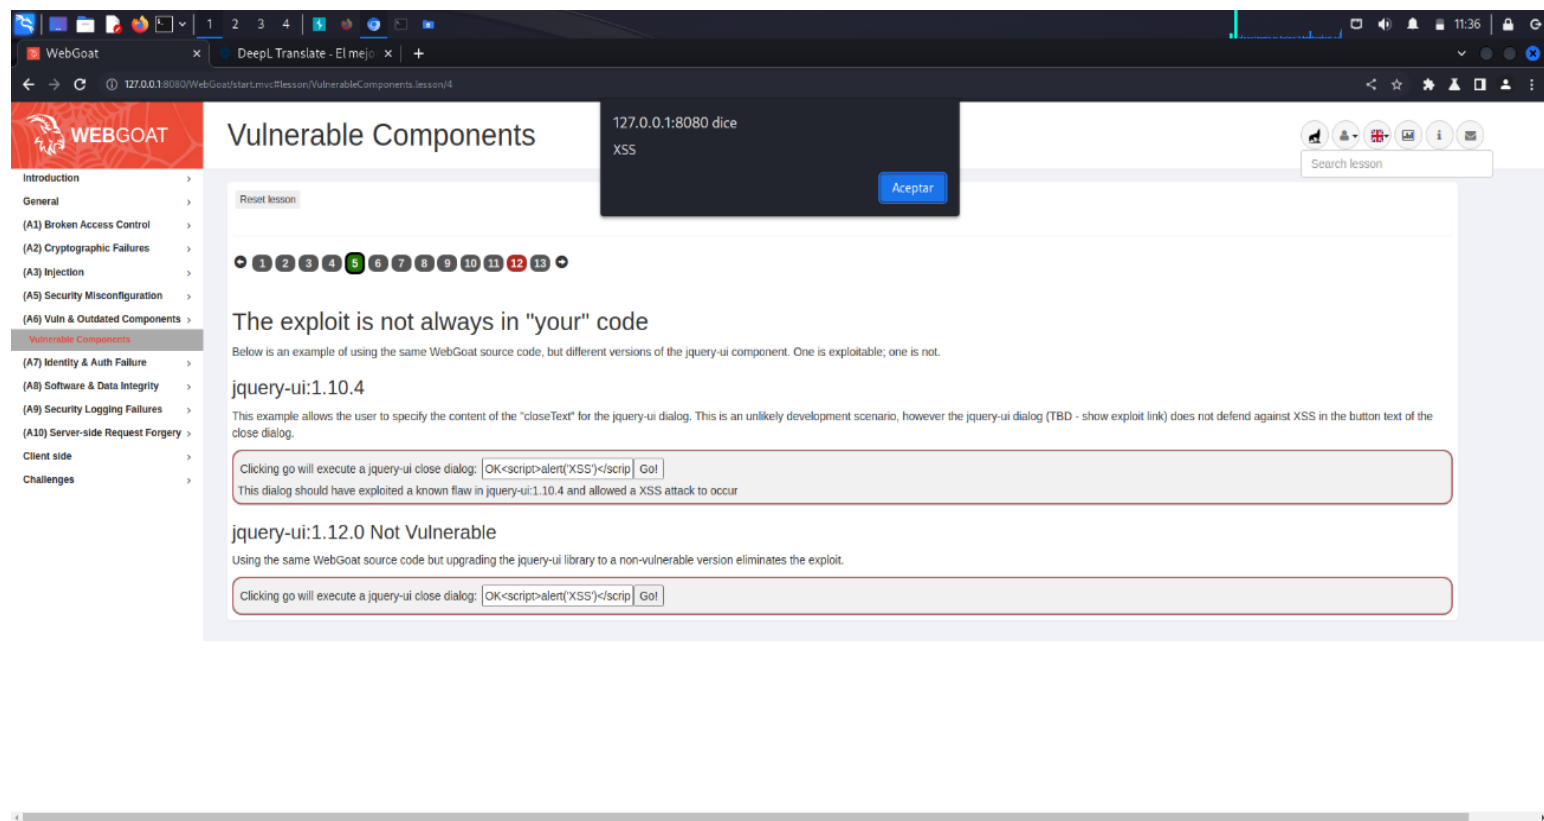 1 2 3 4 11:36
WebGoat DeepL Translate - El mejo
127.0.0.1:8080/WebGoat/start.mvc#lesson/VulnerableComponents.lesson/4
WEBGOAT
Vulnerable Components
127.0.0.1:8080 dice
XSS
Aceptar
Search lesson
Introduction
General
(A1) Broken Access Control
(A2) Cryptographic Failures
(A3) Injection
(A5) Security Misconfiguration
(A6) Vuln & Outdated Components
Vulnerable Components
(A7) Identity & Auth Failure
(A8) Software & Data Integrity
(A9) Security Logging Failures
(A10) Server-side Request Forgery
Client side
Challenges
Reset lesson
1 2 3 4 5 6 7 8 9 10 11 12 13
The exploit is not always in "your" code
Below is an example of using the same WebGoat source code, but different versions of the jquery-ui component. One is exploitable; one is not.
jquery-ui:1.10.4
This example allows the user to specify the content of the "closeText" for the jquery-ui dialog. This is an unlikely development scenario, however the jquery-ui dialog (TBD - show exploit link) does not defend against XSS in the button text of the
close dialog.
Clicking go will execute a jquery-ui close dialog: OK<script>alert('XSS')</scrip Go!
This dialog should have exploited a known flaw in jquery-ui:1.10.4 and allowed a XSS attack to occur
jquery-ui:1.12.0 Not Vulnerable
Using the same WebGoat source code but upgrading the jquery-ui library to a non-vulnerable version eliminates the exploit.
Clicking go will execute a jquery-ui close dialog: OK<script>alert('XSS')</scrip Go!